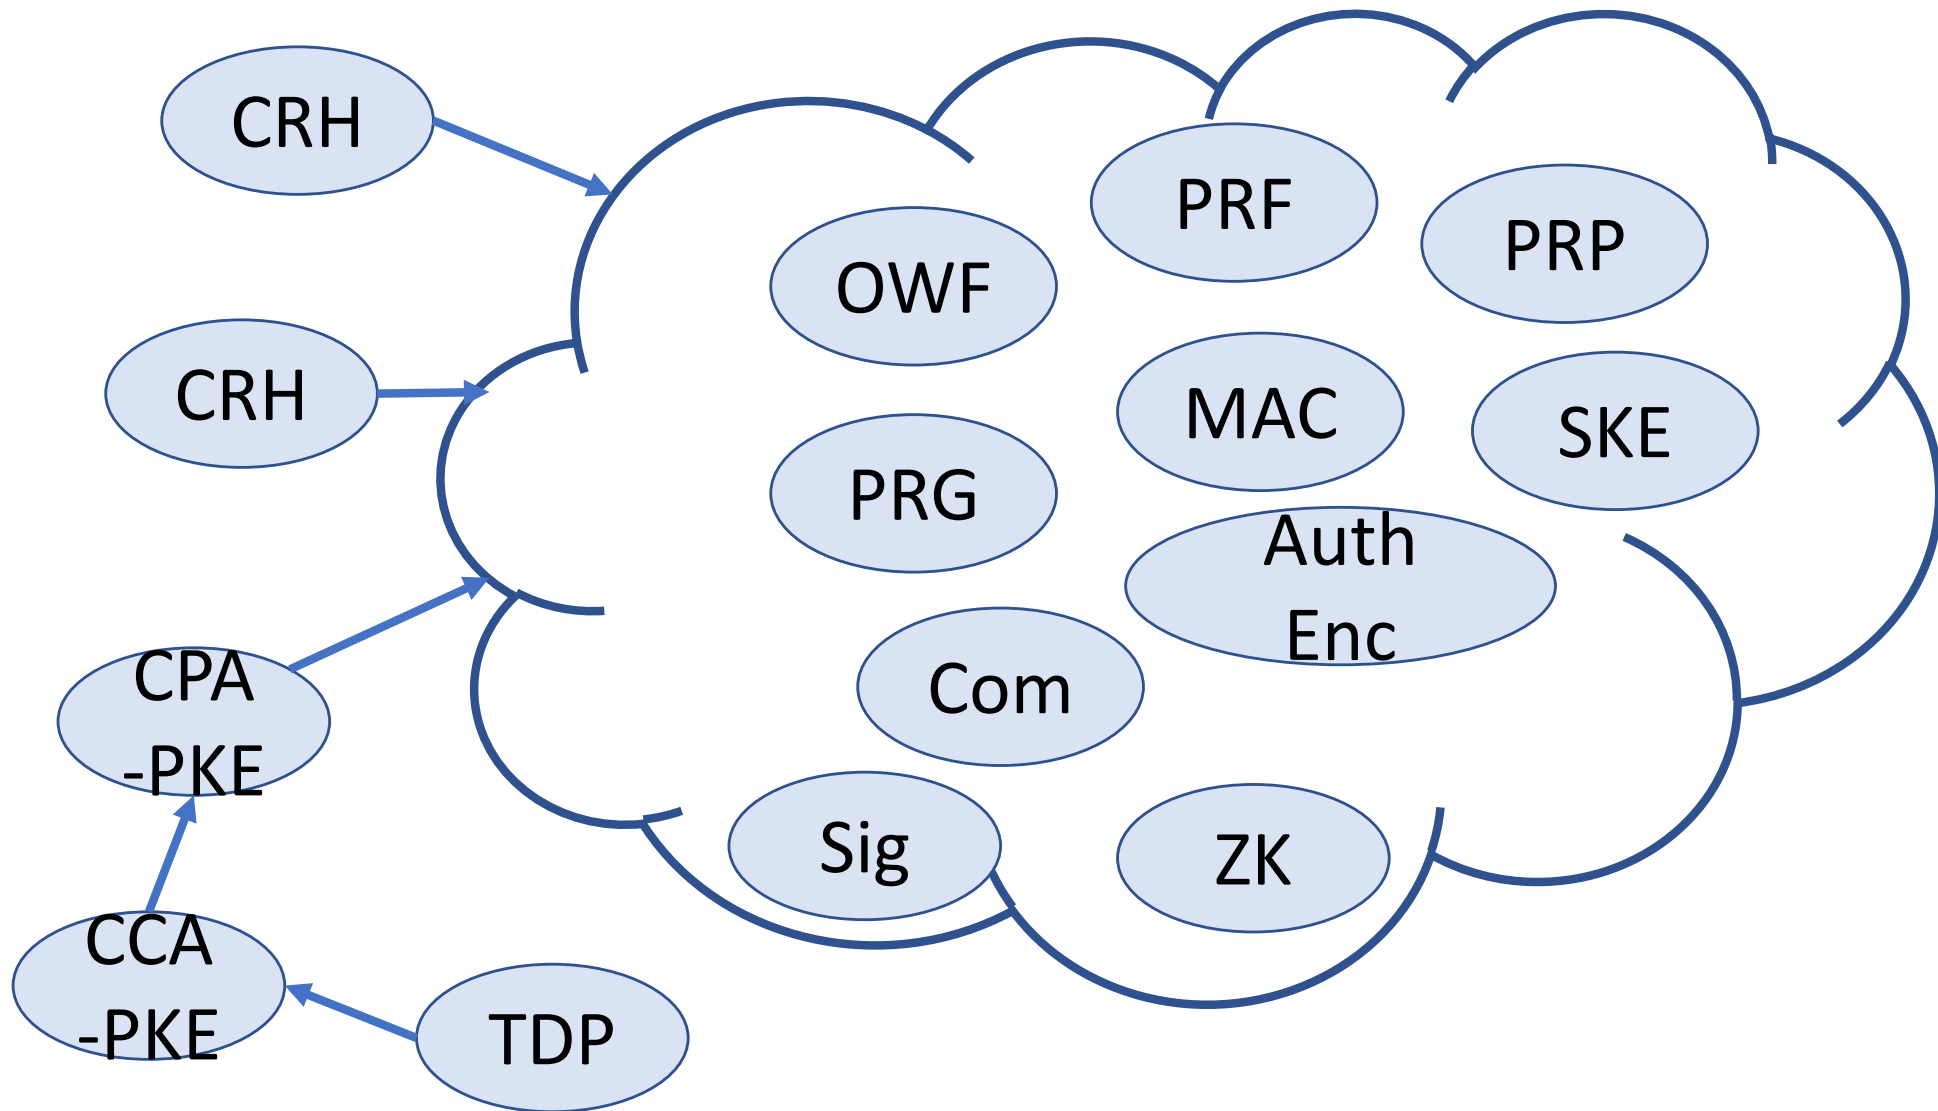 CRH
PRF
PRP
OWF
CRH
MAC
SKE
PRG
Auth
Enc
CPA
-PKE
Com
Sig
ZK
CCA
-PKE
TDP